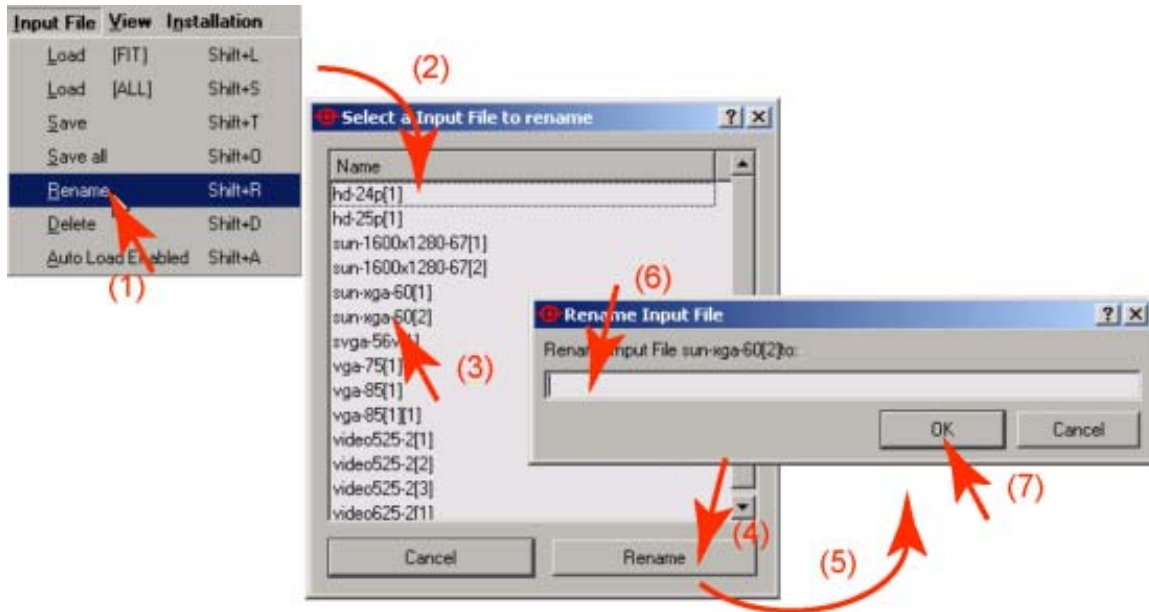 Input File View Installation
Load [FIT] Shift+L
Load [ALL] Shift+S
Save Shift+T
Save all Shift+O
Rename Shift+R
Delete Shift+D
Auto Load Enabled Shift+A
(1)
(2)
Select a Input File to rename
Name
hd-24p[1]
hd-25p[1]
sun-1600x1280-67[1]
sun-1600x1280-67[2]
sun-xga-60[1]
sun-xga-60[2]
vga-75[1]
vga-85[1]
vga-85[1][1]
video525-2[1]
video525-2[2]
video525-2[3]
video625-2[1]
(3)
Cancel Rename
(4)
(5)
(6)
Rename Input File
Rename Input File sun-xga-60[2]to:
OK Cancel
(7)